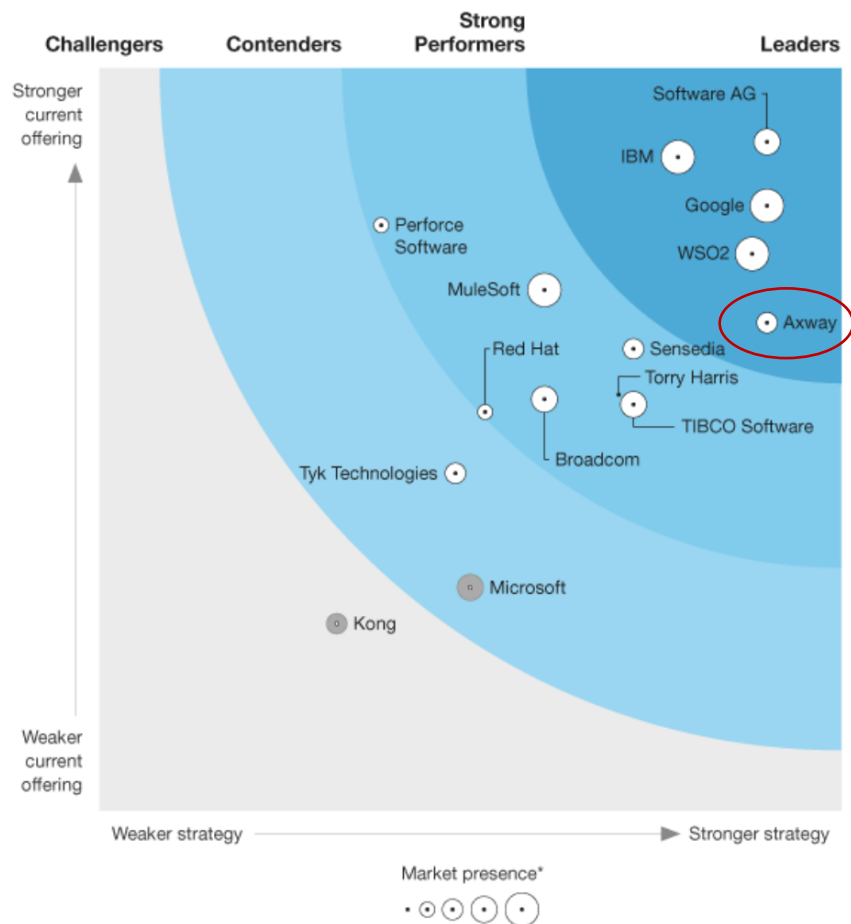 Challengers
Contenders
Strong
Performers
Leaders
Stronger
current
offering
Software AG
IBM
Google
Perforce
Software
WSO2
MuleSoft
Axway
Red Hat
Sensedia
Torry Harris
TIBCO Software
Broadcom
Tyk Technologies
Microsoft
Kong
Weaker
current
offering
Weaker strategy
Stronger strategy
Market presence*